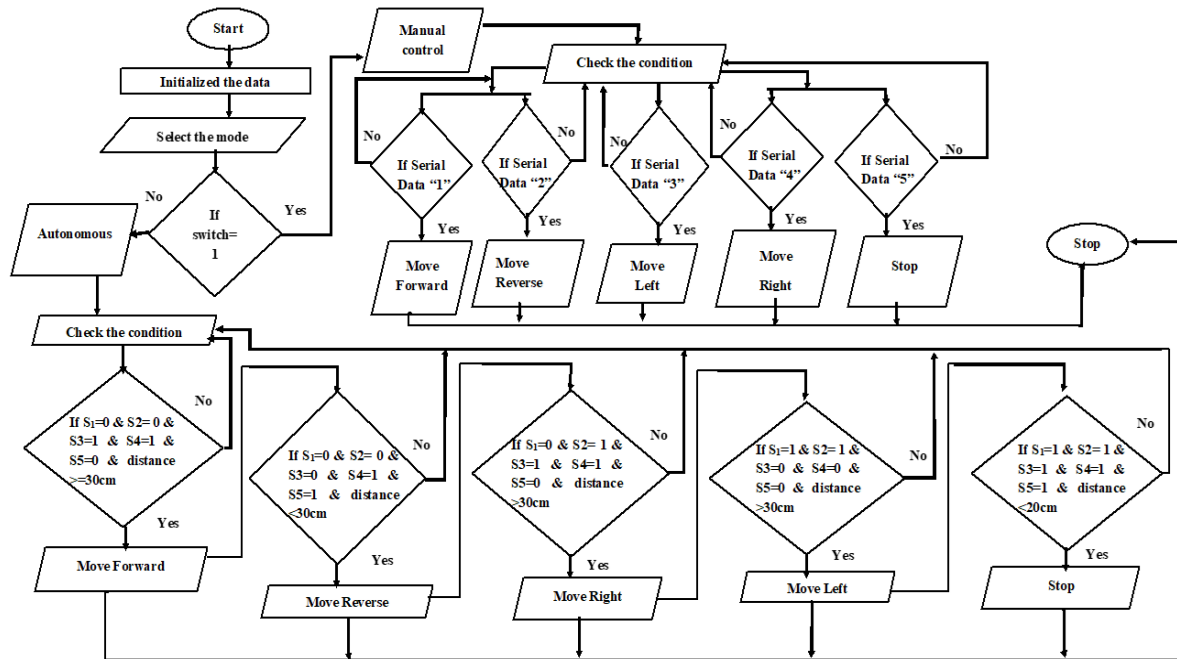 Start
Initialized the data
Select the mode
If
switch=
1
No
Yes
Autonomous
Manual
control
Check the condition
No
If Serial
Data “1”
Yes
Move
Forward
If Serial
Data “2”
No
Yes
Move
Reverse
If Serial
Data “3”
No
Yes
Move
Left
If Serial
Data “4”
No
Yes
Move
Right
If Serial
Data “5”
No
Yes
Stop
Stop
Check the condition
If S1=0 & S2= 0 &
S3=1 & S4=1 &
S5=0 & distance
>=30cm
No
Yes
Move Forward
If S1=0 & S2= 0 &
S3=0 & S4=1 &
S5=1 & distance
<30cm
No
Yes
Move Reverse
If S1=0 & S2= 1 &
S3=1 & S4=1 &
S5=0 & distance
>30cm
No
Yes
Move Right
If S1=1 & S2= 1 &
S3=0 & S4=0 &
S5=0 & distance
>30cm
No
Yes
Move Left
If S1=1 & S2= 1 &
S3=1 & S4=1 &
S5=1 & distance
<20cm
No
Yes
Stop